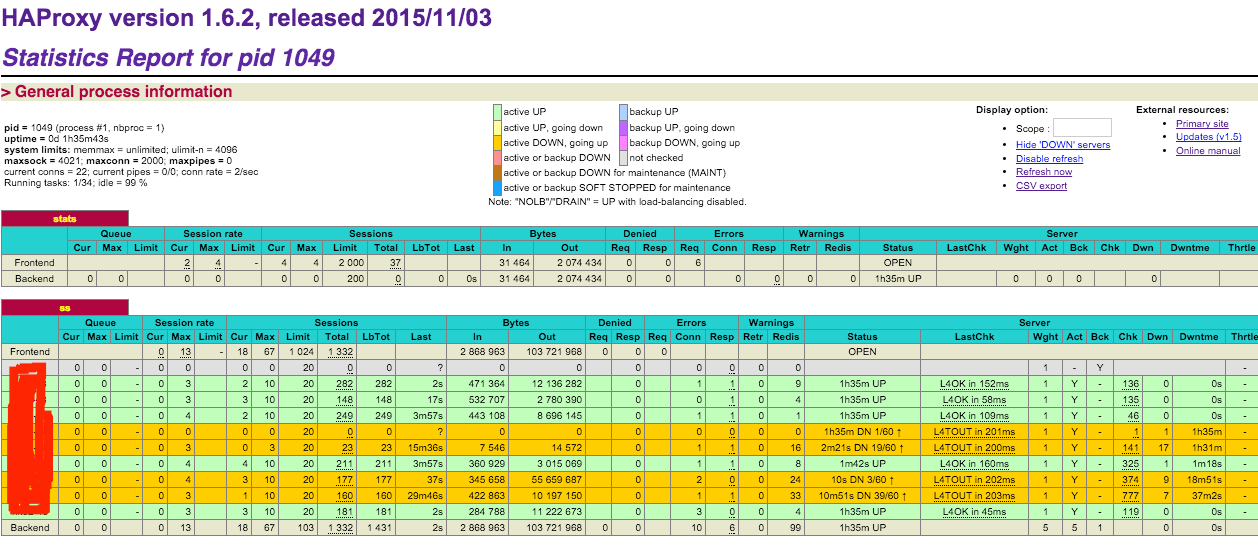 HAProxy version 1.6.2, released 2015/11/03
Statistics Report for pid 1049
> General process information
pid = 1049 (process #1, nbproc = 1)
uptime = 0d 1h35m43s
system limits: memmax = unlimited; ulimit-n = 4096
maxsock = 4021; maxconn = 2000; maxpipes = 0
current conns = 22; current pipes = 0/0; conn rate = 2/sec
Running tasks: 1/34; idle = 99 %
active UP backup UP
active UP, going down backup UP, going down
active DOWN, going up backup DOWN, going up
active or backup DOWN not checked
active or backup DOWN for maintenance (MAINT)
active or backup SOFT STOPPED for maintenance
Note: "NOLB"/"DRAIN" = UP with load-balancing disabled.
Display option:
Scope :
Hide 'DOWN' servers
Disable refresh
Refresh now
CSV export
External resources:
Primary site
Updates (v1.5)
Online manual
stats
Queue Session rate Sessions Bytes Denied Errors Warnings Server
Cur Max Limit Cur Max Limit Cur Max Limit Total LbTot Last In Out Req Resp Req Conn Resp Retr Redis Status LastChk Wght Act Bck Chk Dwn Dwntme Thrtle
Frontend 2 4 - 4 4 2 000 37 31 464 2 074 434 0 0 6 OPEN
Backend 0 0 0 0 0 0 200 0 0 0s 31 464 2 074 434 0 0 0 0 0 0 1h35m UP 0 0 0 0
ss
Queue Session rate Sessions Bytes Denied Errors Warnings Server
Cur Max Limit Cur Max Limit Cur Max Limit Total LbTot Last In Out Req Resp Req Conn Resp Retr Redis Status LastChk Wght Act Bck Chk Dwn Dwntme Thrtle
Frontend 0 13 - 18 67 1 024 1 332 2 868 963 103 721 968 0 0 0 OPEN
0 0 - 0 0 0 0 20 0 0 ? 0 0 0 0 0 0 0 1 - Y -
0 0 - 0 3 2 10 20 282 282 2s 471 364 12 136 282 0 1 1 0 9 1h35m UP L4OK in 152ms 1 Y - 136 0 0s -
0 0 - 0 3 3 10 20 148 148 17s 532 707 2 780 390 0 1 1 0 4 1h35m UP L4OK in 58ms 1 Y - 135 0 0s -
0 0 - 0 4 2 10 20 249 249 3m57s 443 108 8 696 145 0 1 1 0 1 1h35m UP L4OK in 109ms 1 Y - 46 0 0s -
0 0 - 0 0 0 0 20 0 0 ? 0 0 0 0 0 0 0 1h35m DN 1/60 ↑ L4TOUT in 201ms 1 Y - 1 1 1h35m -
0 0 - 0 3 0 3 20 23 23 15m36s 7 546 14 572 0 1 1 0 16 2m21s DN 19/60 ↑ L4TOUT in 200ms 1 Y - 141 17 1h31m -
0 0 - 0 4 4 10 20 211 211 3m57s 360 929 3 015 069 0 1 1 0 8 1m42s UP L4OK in 160ms 1 Y - 325 1 1m18s -
0 0 - 0 4 3 10 20 177 177 37s 345 658 55 659 687 0 2 0 0 24 10s DN 3/60 ↑ L4TOUT in 202ms 1 Y - 374 9 18m51s -
0 0 - 0 3 1 10 20 160 160 29m46s 422 863 10 197 150 0 1 1 0 33 10m51s DN 39/60 ↑ L4TOUT in 203ms 1 Y - 777 7 37m2s -
0 0 - 0 3 3 10 20 181 181 2s 284 788 11 222 673 0 3 0 0 4 1h35m UP L4OK in 45ms 1 Y - 119 0 0s -
Backend 0 0 0 13 18 67 103 1 332 1 431 2s 2 868 963 103 721 968 0 0 10 6 0 99 1h35m UP 5 5 1 0 0s